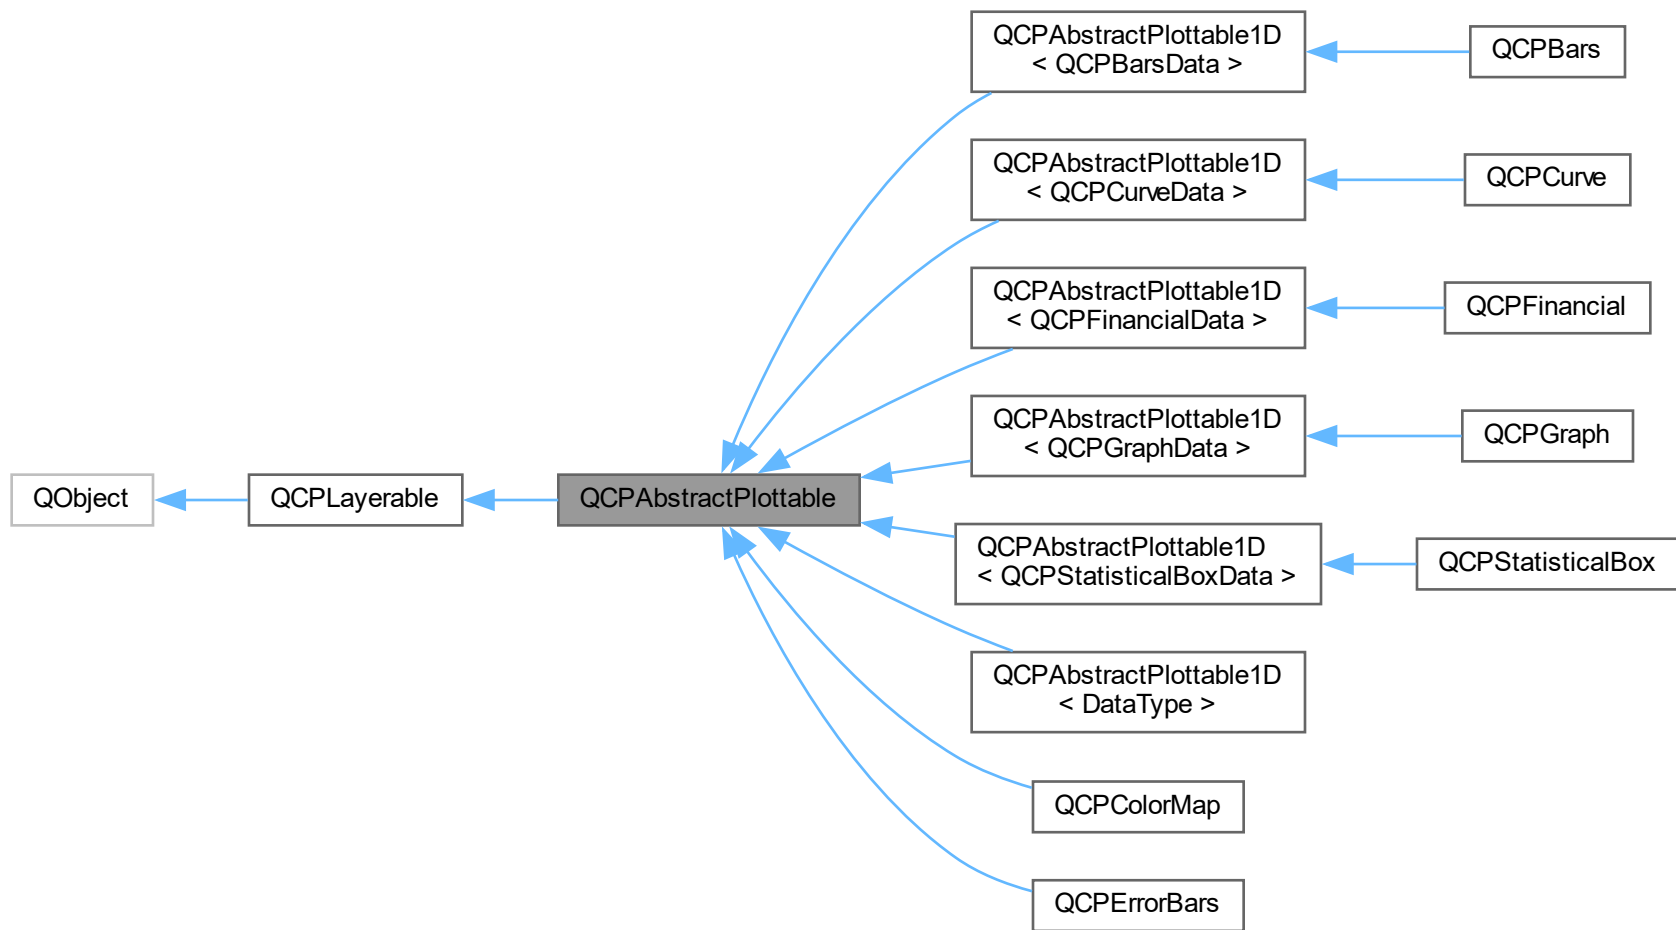 QCPAbstractPlottable1D
< QCPBarsData >
QCPBars
QCPAbstractPlottable1D
< QCPCurveData >
QCPCurve
QCPAbstractPlottable1D
< QCPFinancialData >
QCPFinancial
QCPAbstractPlottable1D
< QCPGraphData >
QCPGraph
QObject
QCPLayerable
QCPAbstractPlottable
QCPAbstractPlottable1D
< QCPStatisticalBoxData >
QCPStatisticalBox
QCPAbstractPlottable1D
< DataType >
QCPColorMap
QCPErrorBars